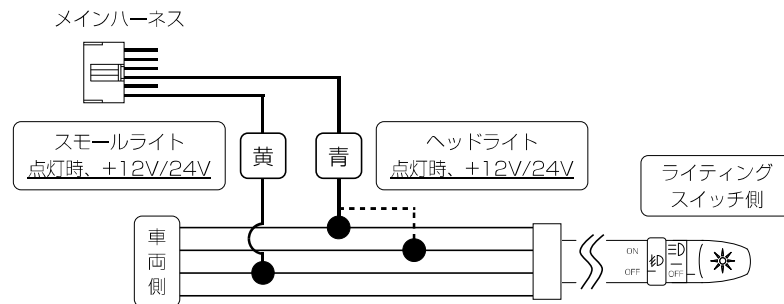 メインハーネス
スモールライト
点灯時、+12V/24V
黄
青
ヘッドライト
点灯時、+12V/24V
ライティング
スイッチ側
車両側
ON
OFF
OFF